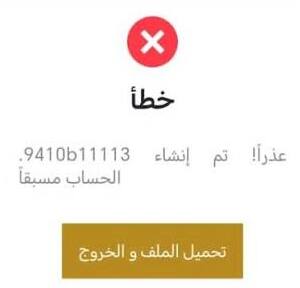 خطأ
عذراً! تم إنشاء 9410b11113.
الحساب مسبقاً
تحميل الملف و الخروج